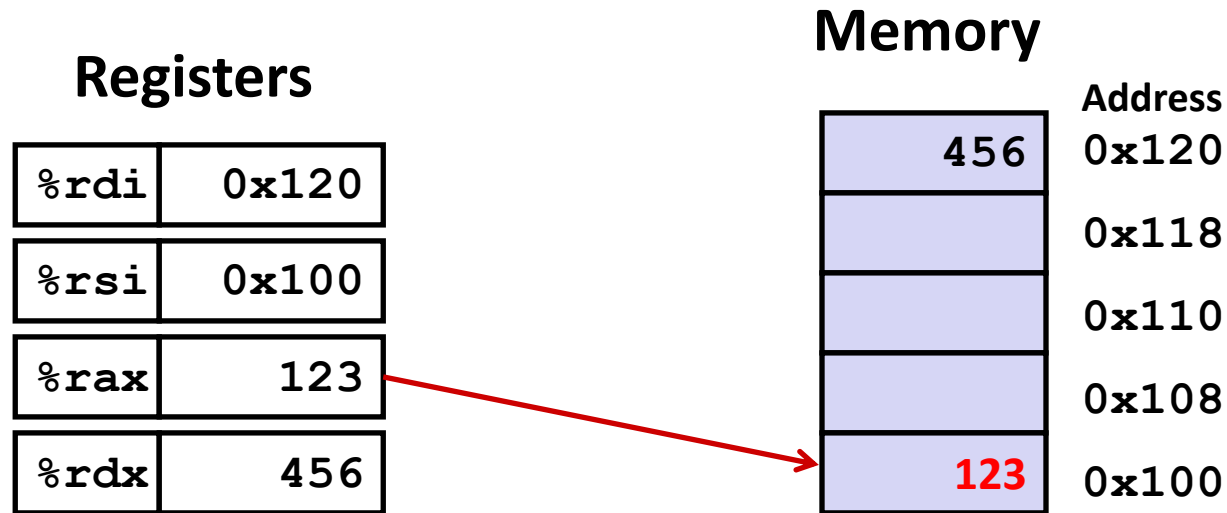 Registers
%rdi 0x120
%rsi 0x100
%rax 123
%rdx 456
Memory
Address
456 0x120
0x118
0x110
0x108
123 0x100